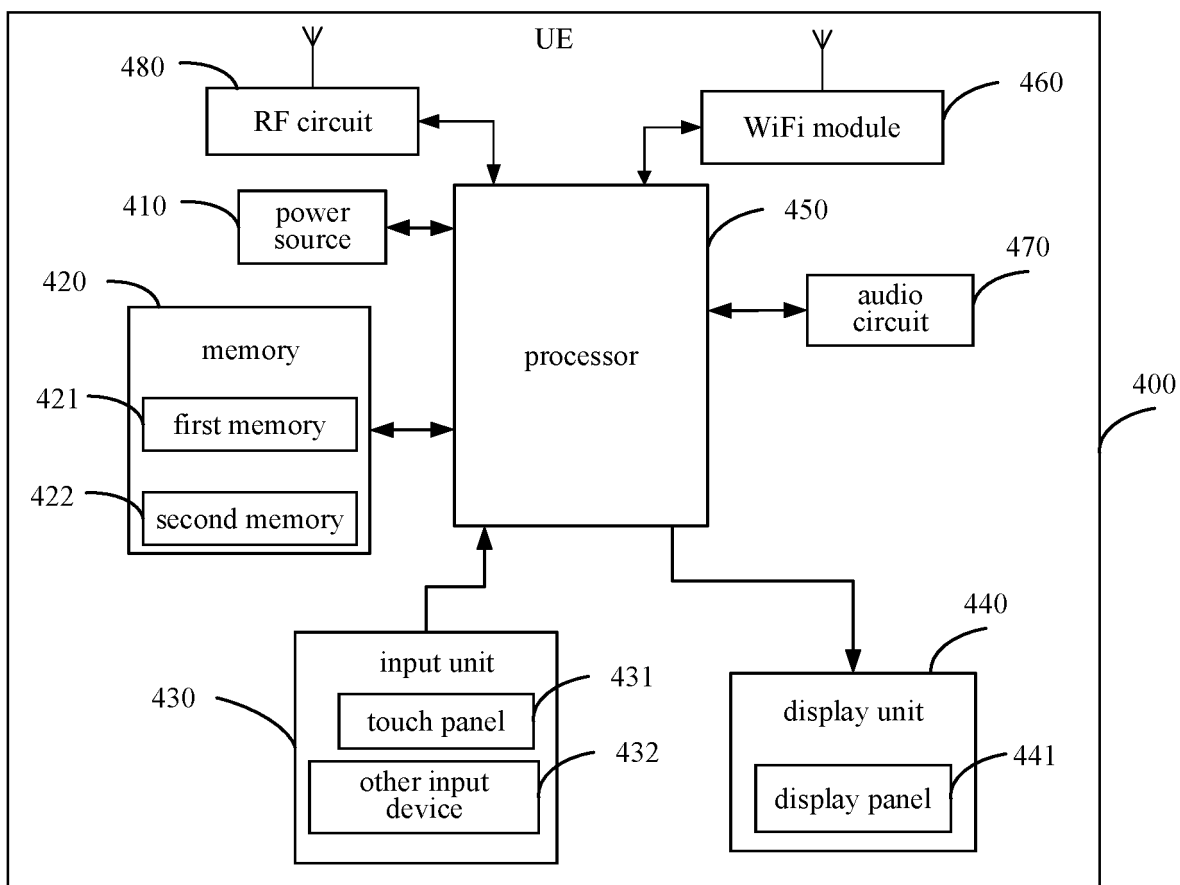 UE
480
RF circuit
460
WiFi module
410
power
source
450
470
audio
circuit
420
memory
processor
421
first memory
400
422
second memory
440
input unit
431
430
touch panel
display unit
432
other input
device
441
display panel